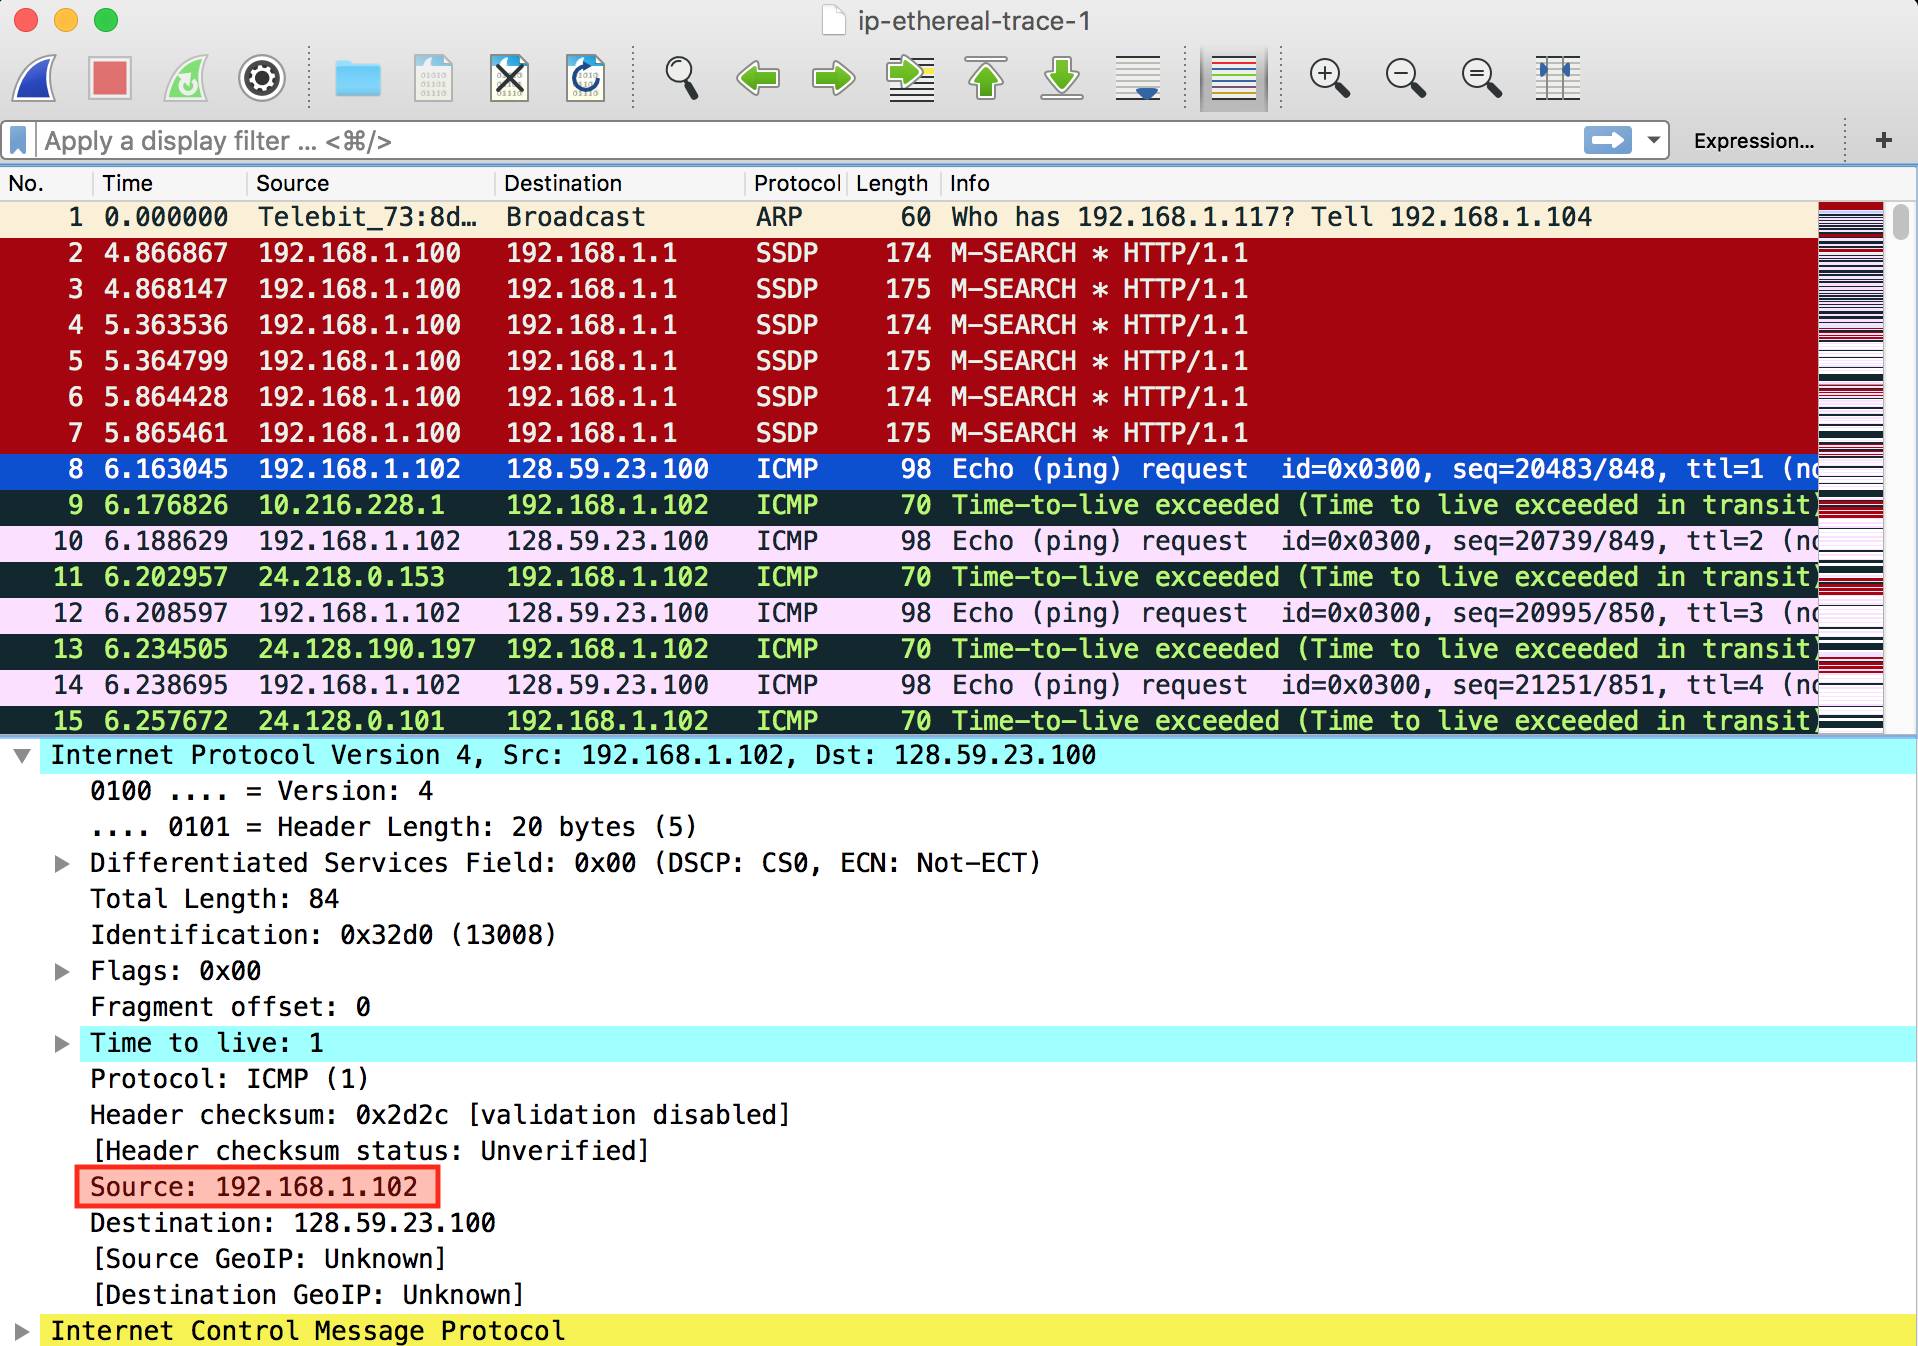 ip-ethereal-trace-1
Apply a display filter ... <⌘/>
Expression...
+
No. Time Source Destination Protocol Length Info
1 0.000000 Telebit_73:8d… Broadcast ARP 60 Who has 192.168.1.117? Tell 192.168.1.104
2 4.866867 192.168.1.100 192.168.1.1 SSDP 174 M-SEARCH * HTTP/1.1
3 4.868147 192.168.1.100 192.168.1.1 SSDP 175 M-SEARCH * HTTP/1.1
4 5.363536 192.168.1.100 192.168.1.1 SSDP 174 M-SEARCH * HTTP/1.1
5 5.364799 192.168.1.100 192.168.1.1 SSDP 175 M-SEARCH * HTTP/1.1
6 5.864428 192.168.1.100 192.168.1.1 SSDP 174 M-SEARCH * HTTP/1.1
7 5.865461 192.168.1.100 192.168.1.1 SSDP 175 M-SEARCH * HTTP/1.1
8 6.163045 192.168.1.102 128.59.23.100 ICMP 98 Echo (ping) request id=0x0300, seq=20483/848, ttl=1 (no
9 6.176826 10.216.228.1 192.168.1.102 ICMP 70 Time-to-live exceeded (Time to live exceeded in transit)
10 6.188629 192.168.1.102 128.59.23.100 ICMP 98 Echo (ping) request id=0x0300, seq=20739/849, ttl=2 (no
11 6.202957 24.218.0.153 192.168.1.102 ICMP 70 Time-to-live exceeded (Time to live exceeded in transit)
12 6.208597 192.168.1.102 128.59.23.100 ICMP 98 Echo (ping) request id=0x0300, seq=20995/850, ttl=3 (no
13 6.234505 24.128.190.197 192.168.1.102 ICMP 70 Time-to-live exceeded (Time to live exceeded in transit)
14 6.238695 192.168.1.102 128.59.23.100 ICMP 98 Echo (ping) request id=0x0300, seq=21251/851, ttl=4 (no
15 6.257672 24.128.0.101 192.168.1.102 ICMP 70 Time-to-live exceeded (Time to live exceeded in transit)
Internet Protocol Version 4, Src: 192.168.1.102, Dst: 128.59.23.100
0100 .... = Version: 4
.... 0101 = Header Length: 20 bytes (5)
Differentiated Services Field: 0x00 (DSCP: CS0, ECN: Not-ECT)
Total Length: 84
Identification: 0x32d0 (13008)
Flags: 0x00
Fragment offset: 0
Time to live: 1
Protocol: ICMP (1)
Header checksum: 0x2d2c [validation disabled]
[Header checksum status: Unverified]
Source: 192.168.1.102
Destination: 128.59.23.100
[Source GeoIP: Unknown]
[Destination GeoIP: Unknown]
Internet Control Message Protocol